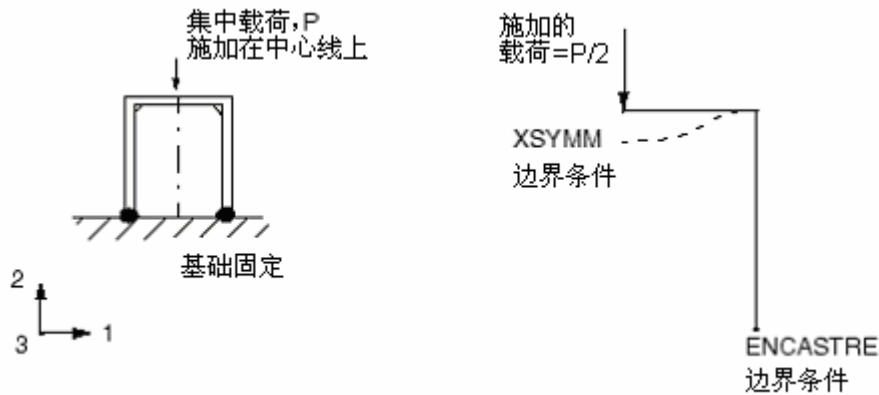 集中载荷，P
施加在中心线上
基础固定
2
3
1
施加的
载荷=P/2
XSYMM
边界条件
ENCASTRE
边界条件